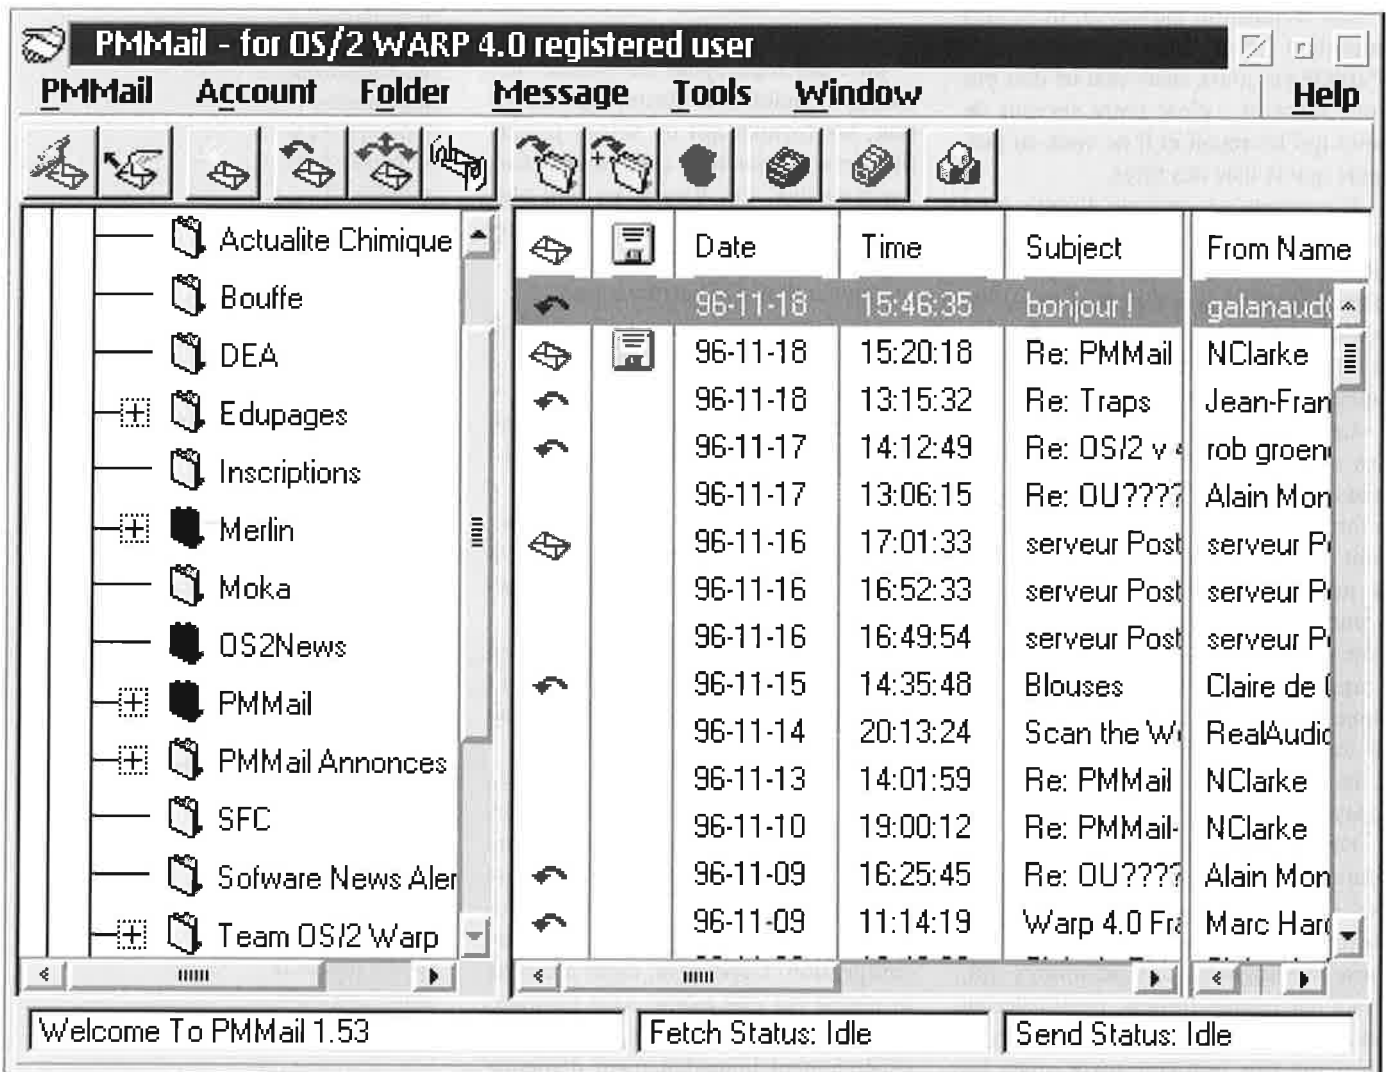 PMMail - for OS/2 WARP 4.0 registered user
PMMail Account Folder Message Tools Window Help
Actualite Chimique
Bouffe
DEA
Edupages
Inscriptions
Merlin
Moka
OS2News
PMMail
PMMail Annonces
SFC
Sofware News Aler
Team OS/2 Warp
Date Time Subject From Name
96-11-18 15:46:35 bonjour ! galanaud
96-11-18 15:20:18 Re: PMMail NClarke
96-11-18 13:15:32 Re: Traps Jean-Fran
96-11-17 14:12:49 Re: OS/2 v rob groen
96-11-17 13:06:15 Re: OU???? Alain Mon
96-11-16 17:01:33 serveur Post serveur P
96-11-16 16:52:33 serveur Post serveur P
96-11-16 16:49:54 serveur Post serveur P
96-11-15 14:35:48 Blouses Claire de
96-11-14 20:13:24 Scan the W RealAudio
96-11-13 14:01:59 Re: PMMail NClarke
96-11-10 19:00:12 Re: PMMail- NClarke
96-11-09 16:25:45 Re: OU???? Alain Mon
96-11-09 11:14:19 Warp 4.0 Fra Marc Hard
Welcome To PMMail 1.53
Fetch Status: Idle
Send Status: Idle